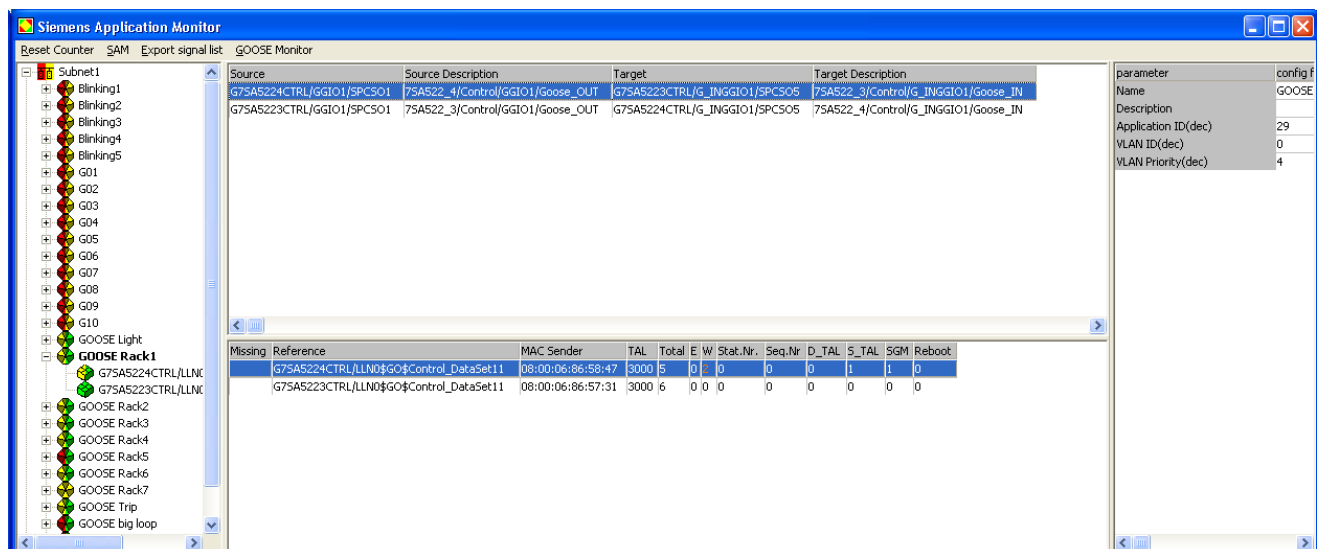 Siemens Application Monitor
Reset Counter SAM Export signal list GOOSE Monitor
Subnet1
Blinking1
Blinking2
Blinking3
Blinking4
Blinking5
G01
G02
G03
G04
G05
G06
G07
G08
G09
G10
GOOSE Light
GOOSE Rack1
G7SA5224CTRL/LLN0
G7SA5223CTRL/LLN0
GOOSE Rack2
GOOSE Rack3
GOOSE Rack4
GOOSE Rack5
GOOSE Rack6
GOOSE Rack7
GOOSE Trip
GOOSE big loop
Source Source Description Target Target Description
G7SA5224CTRL/GGIO1/SPCSO1 7SA522_4/Control/GGIO1/Goose_OUT G7SA5223CTRL/G_INGGIO1/SPCSO5 7SA522_3/Control/G_INGGIO1/Goose_IN
G7SA5223CTRL/GGIO1/SPCSO1 7SA522_3/Control/GGIO1/Goose_OUT G7SA5224CTRL/G_INGGIO1/SPCSO5 7SA522_4/Control/G_INGGIO1/Goose_IN
Missing Reference MAC Sender TAL Total E W Stat.Nr. Seq.Nr D_TAL S_TAL SGM Reboot
G7SA5224CTRL/LLN0$GO$Control_DataSet11 08:00:06:86:58:47 3000 5 0 2 0 0 0 1 1 0
G7SA5223CTRL/LLN0$GO$Control_DataSet11 08:00:06:86:57:31 3000 6 0 0 0 0 0 0 0 0
parameter config f
Name GOOSE
Description
Application ID(dec) 29
VLAN ID(dec) 0
VLAN Priority(dec) 4